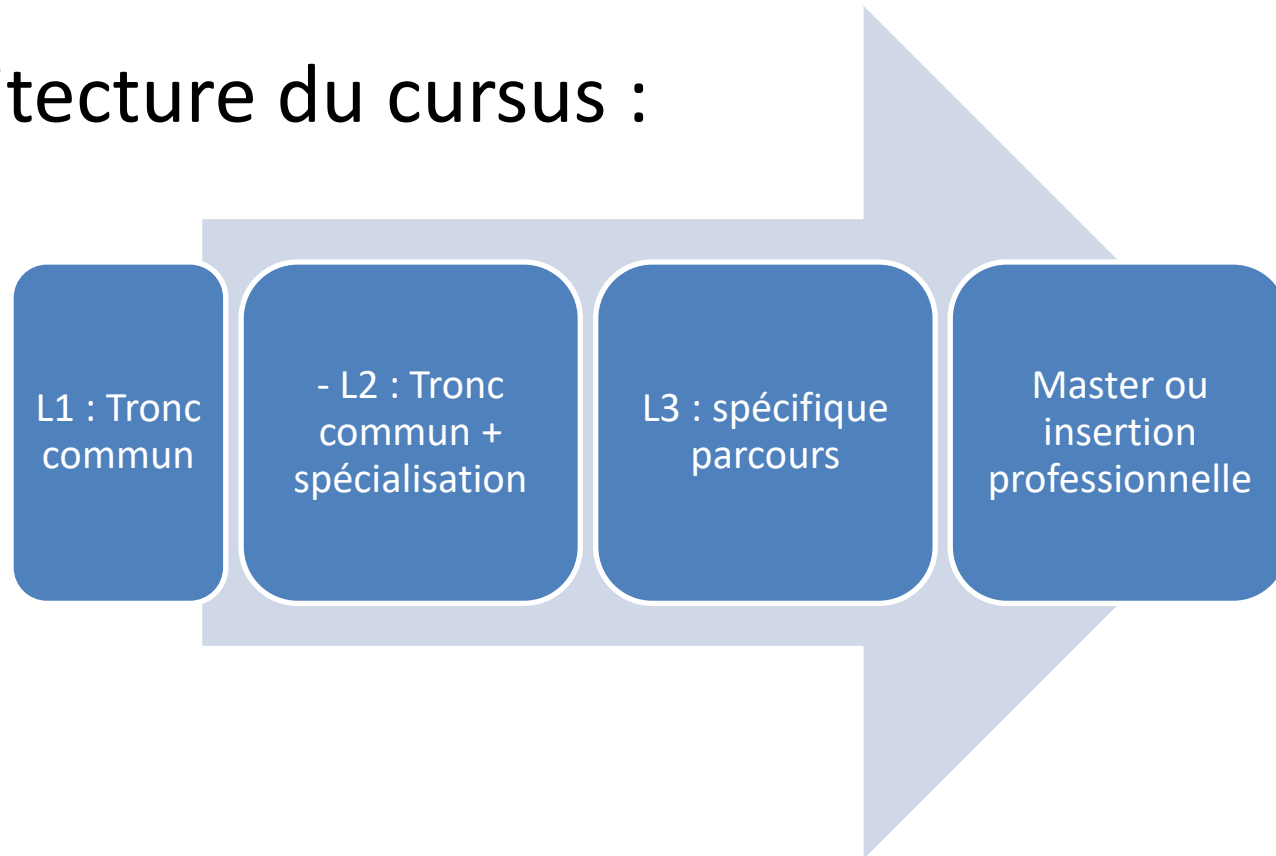 tecture du cursus :
L1 : Tronc
commun
- L2 : Tronc
commun +
spécialisation
L3 : spécifique
parcours
Master ou
insertion
professionnelle